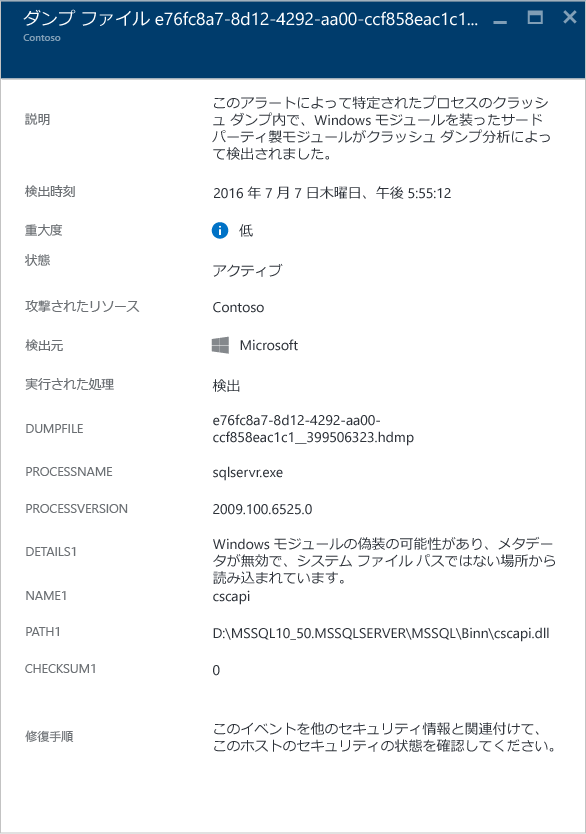 ダンプ ファイル e76fc8a7-8d12-4292-aa00-ccf858eac1c1...
Contoso
説明
このアラートによって特定されたプロセスのクラッシ
ュ ダンプ内で、Windows モジュールを装ったサード
パーティ製モジュールがクラッシュ ダンプ分析によっ
て検出されました。
検出時刻
2016 年 7 月 7 日木曜日、午後 5:55:12
重大度
低
状態
アクティブ
攻撃されたリソース
Contoso
検出元
Microsoft
実行された処理
検出
DUMPFILE
e76fc8a7-8d12-4292-aa00-
ccf858eac1c1__399506323.hdmp
PROCESSNAME
sqlservr.exe
PROCESSVERSION
2009.100.6525.0
DETAILS1
Windows モジュールの偽装の可能性があり、メタデー
タが無効で、システム ファイル パスではない場所から
読み込まれています。
NAME1
cscapi
PATH1
D:\MSSQL10_50.MSSQLSERVER\MSSQL\Binn\cscapi.dll
CHECKSUM1
0
修復手順
このイベントを他のセキュリティ情報と関連付けて、
このホストのセキュリティの状態を確認してください。